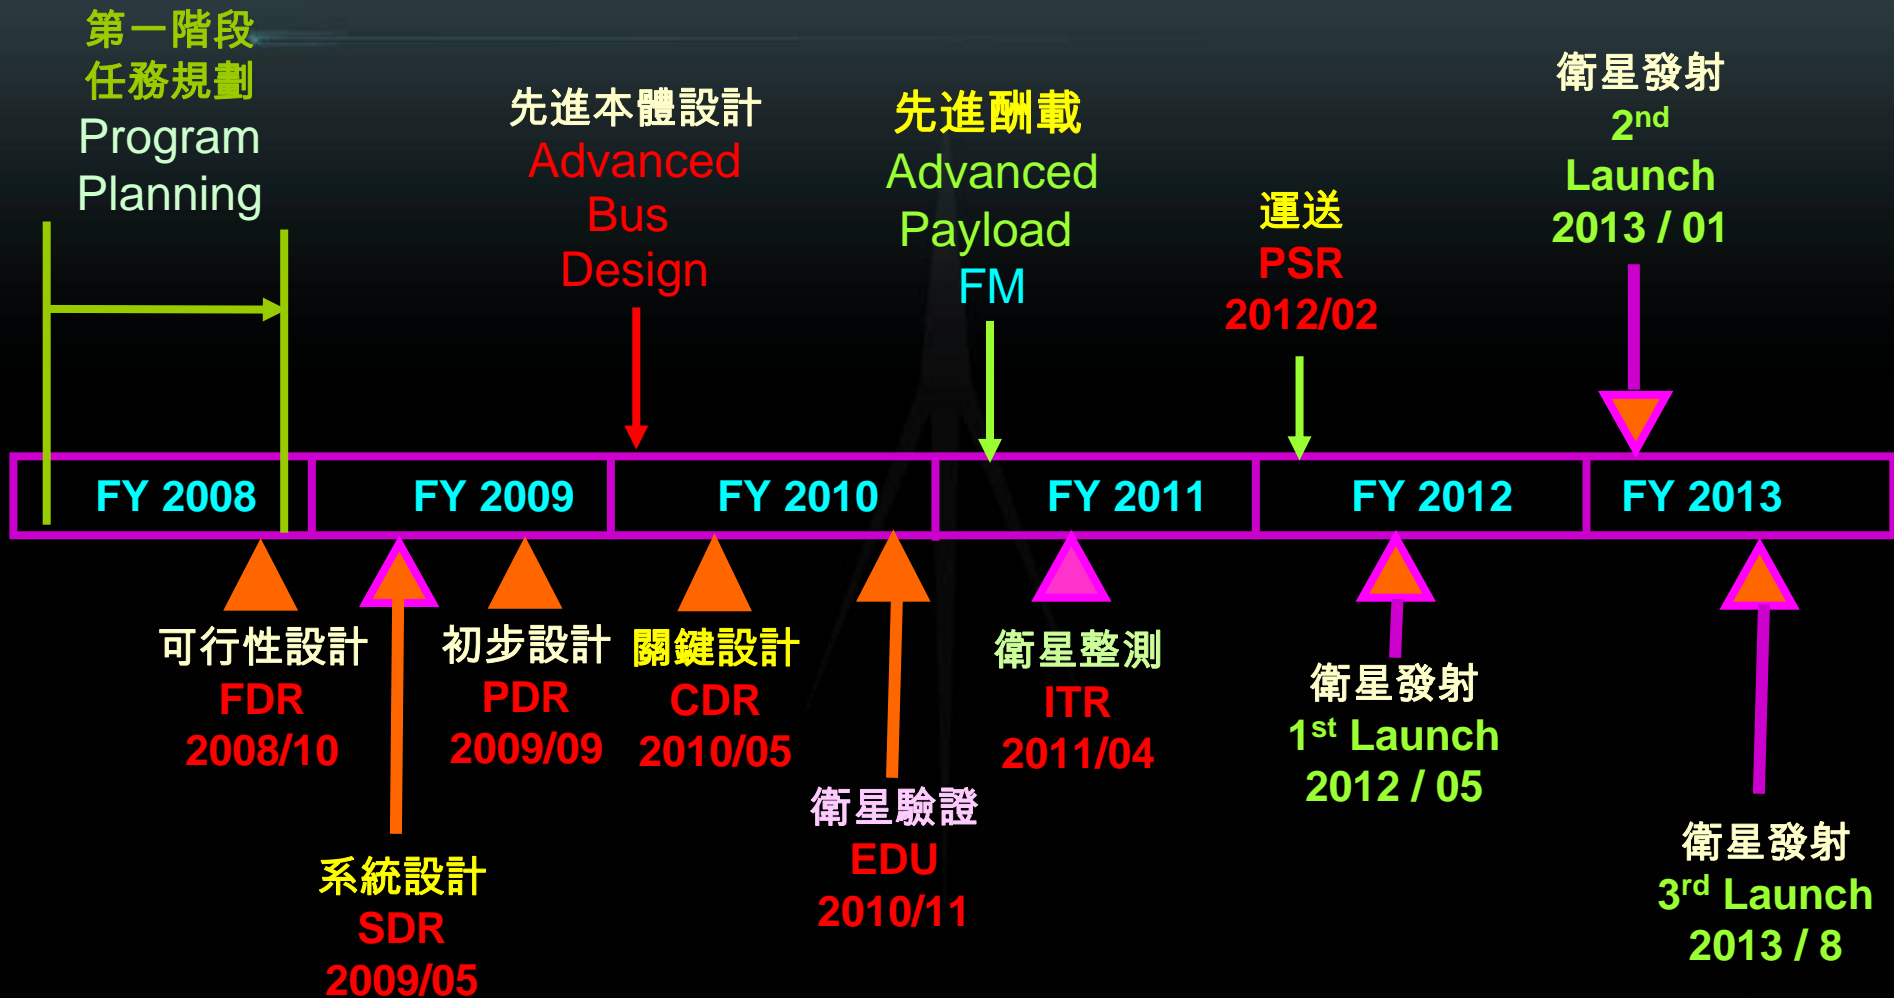 第一階段
任務規劃
Program
Planning
先進本體設計
Advanced
Bus
Design
先進酬載
Advanced
Payload
FM
運送
PSR
2012/02
衛星發射
2nd
Launch
2013 / 01
FY 2008
FY 2009
FY 2010
FY 2011
FY 2012
FY 2013
可行性設計
FDR
2008/10
系統設計
SDR
2009/05
初步設計
PDR
2009/09
關鍵設計
CDR
2010/05
衛星驗證
EDU
2010/11
衛星整測
ITR
2011/04
衛星發射
1st Launch
2012 / 05
衛星發射
3rd Launch
2013 / 8